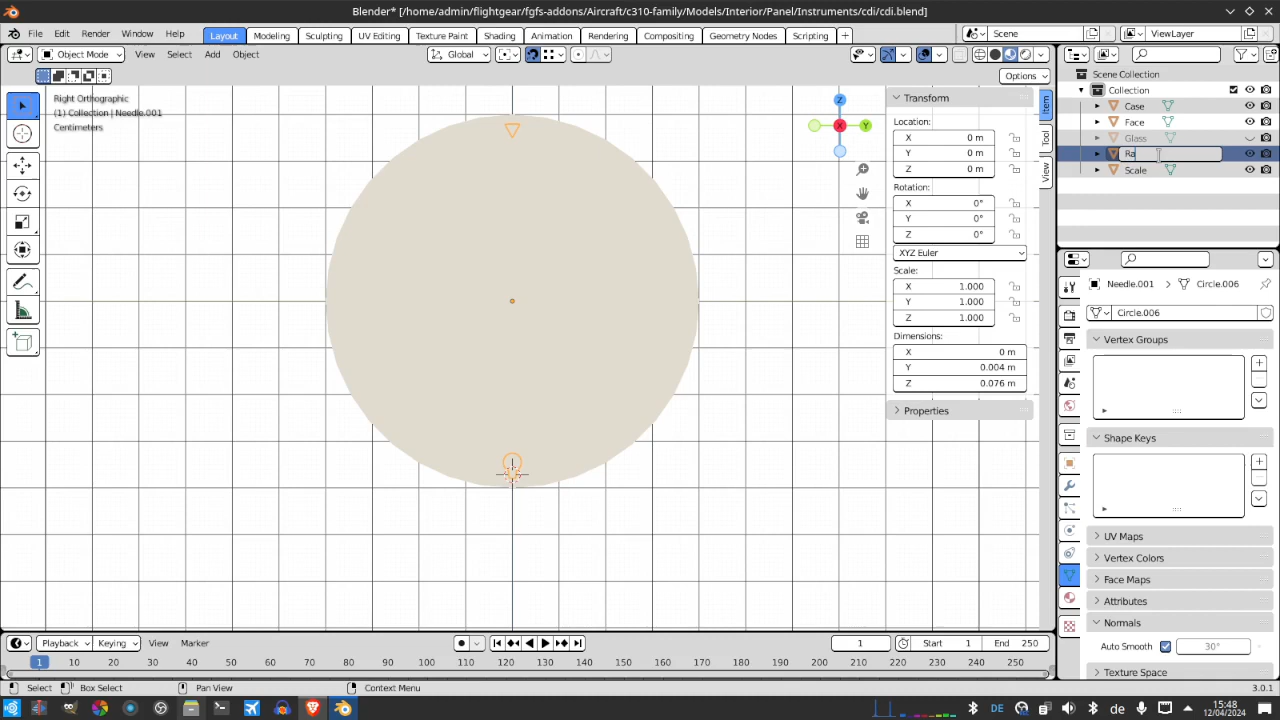 Blender* [/home/admin/flightgear/fgfs-addons/Aircraft/c310-family/Models/Interior/Panel/Instruments/cdi/cdi.blend]
File Edit Render Window Help Layout Modeling Sculpting UV Editing Texture Paint Shading Animation Rendering Compositing Geometry Nodes Scripting + Scene ViewLayer
Object Mode View Select Add Object Global
Options
Right Orthographic
(1) Collection | Needle.001
Centimeters
Z
X
Y
Item
Tool
View
Transform
Location:
X 0 m
Y 0 m
Z 0 m
Rotation:
X 0°
Y 0°
Z 0°
XYZ Euler
Scale:
X 1.000
Y 1.000
Z 1.000
Dimensions:
X 0 m
Y 0.004 m
Z 0.076 m
Properties
Scene Collection
Collection
Case
Face
Glass
Ra
Scale
Needle.001 Circle.006
Circle.006
Vertex Groups
Shape Keys
UV Maps
Vertex Colors
Face Maps
Attributes
Normals
Auto Smooth 30°
Texture Space
Playback Keying View Marker 1 Start 1 End 250
1 10 20 30 40 50 60 70 80 90 100 110 120 130 140 150 160 170 180 190 200 210 220 230 240 250
Select Box Select Pan View Context Menu 3.0.1
DE de 15:48
12/04/2024